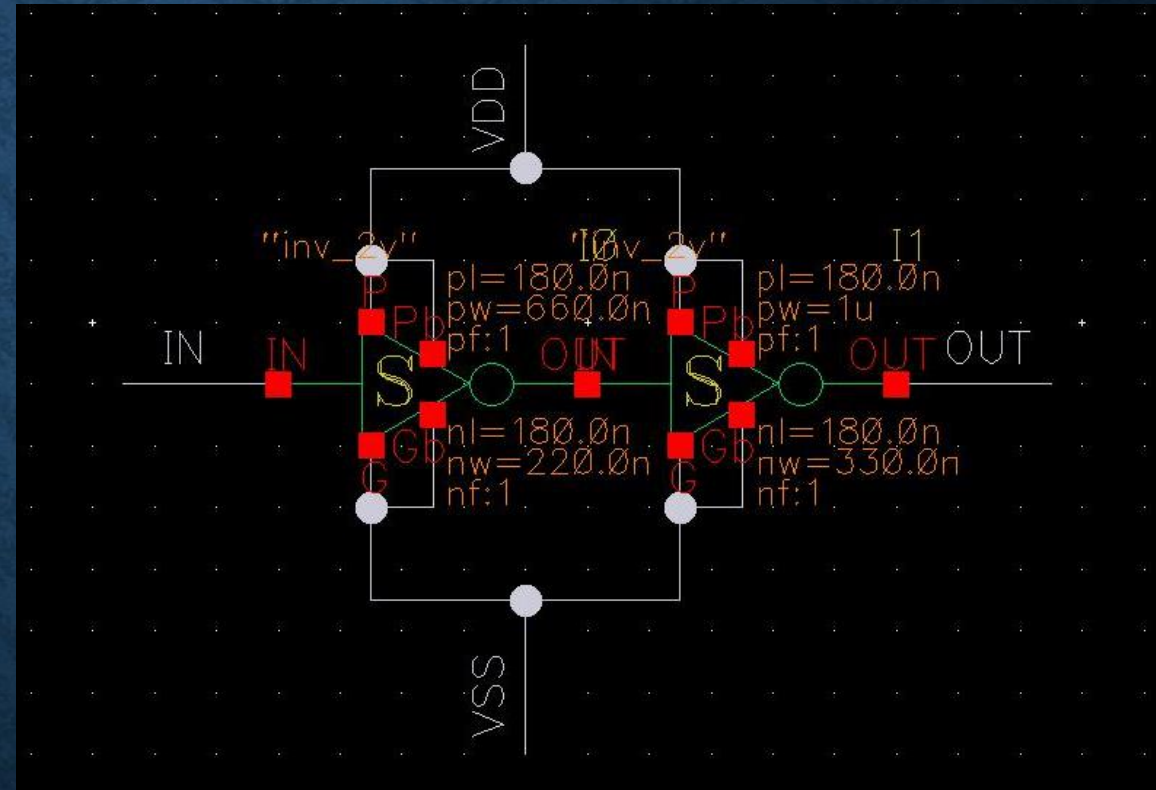 VDD
"inv_2v"
I0
"inv_2v"
I1
P
pl=180.0n
P
pl=180.0n
Pb
pw=660.0n
Pb
pw=1u
pf:1
pf:1
IN
IN
OUT
IN
OUT
OUT
S
S
Gb
nl=180.0n
Gb
nl=180.0n
G
nw=220.0n
G
nw=330.0n
nf:1
nf:1
VSS